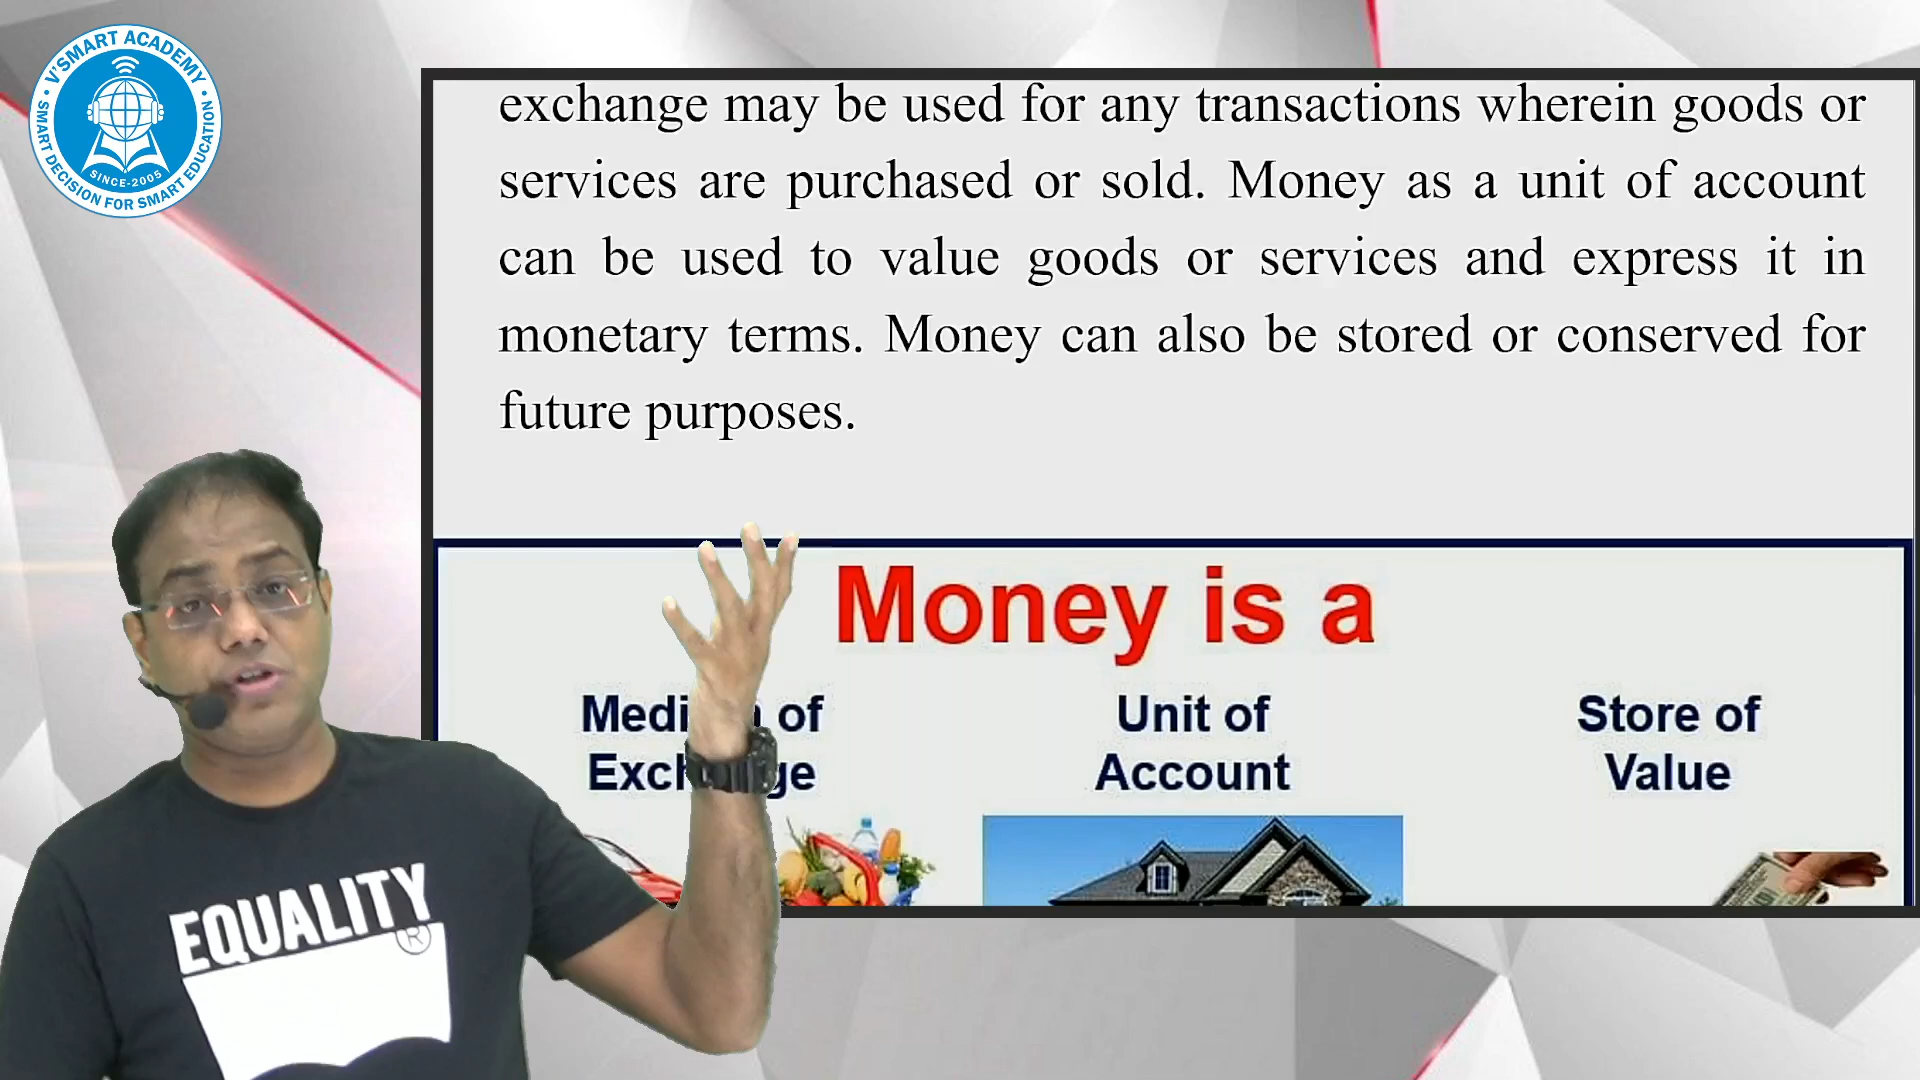 V'SMART ACADEMY
SMART DECISION FOR SMART EDUCATION
SINCE-2005
exchange may be used for any transactions wherein goods or
services are purchased or sold. Money as a unit of account
can be used to value goods or services and express it in
monetary terms. Money can also be stored or conserved for
future purposes.
Money is a
of
Unit of
Account
Store of
Value
EQUALITY
®